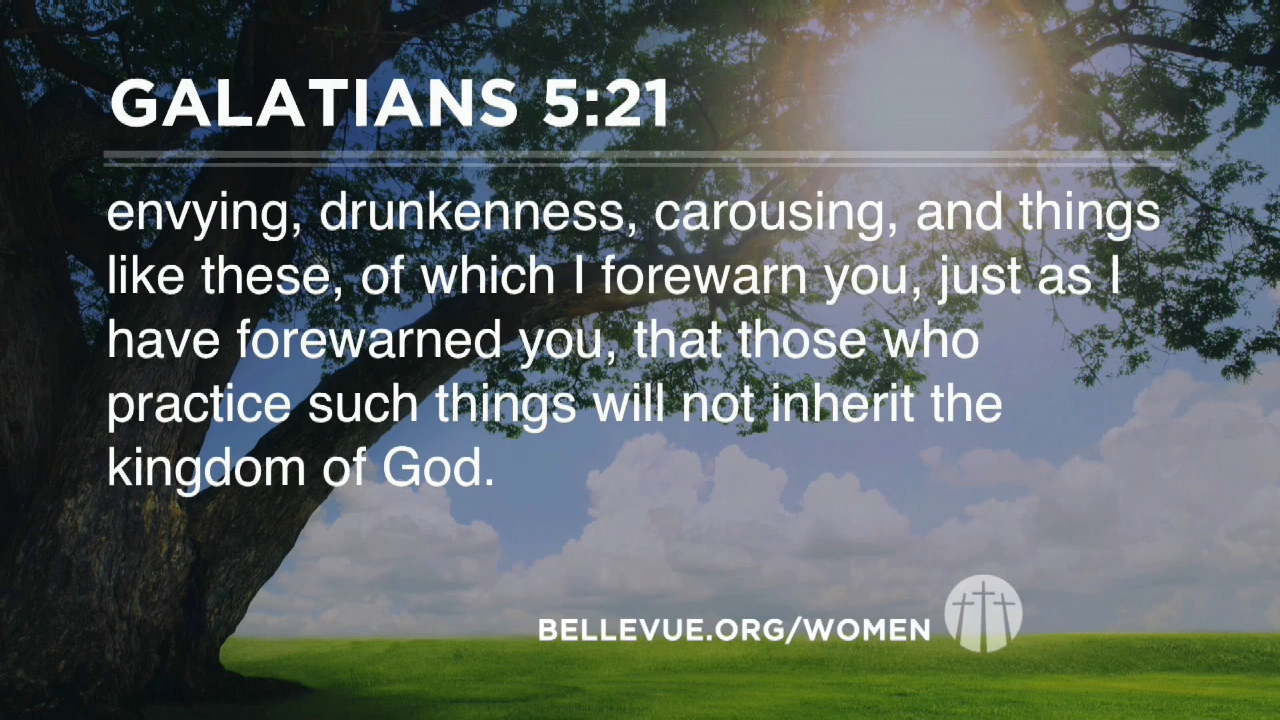 GALATIANS 5:21
envying, drunkenness, carousing, and things
like these, of which I forewarn you, just as I
have forewarned you, that those who
practice such things will not inherit the
kingdom of God.
BELLEVUE.ORG/WOMEN